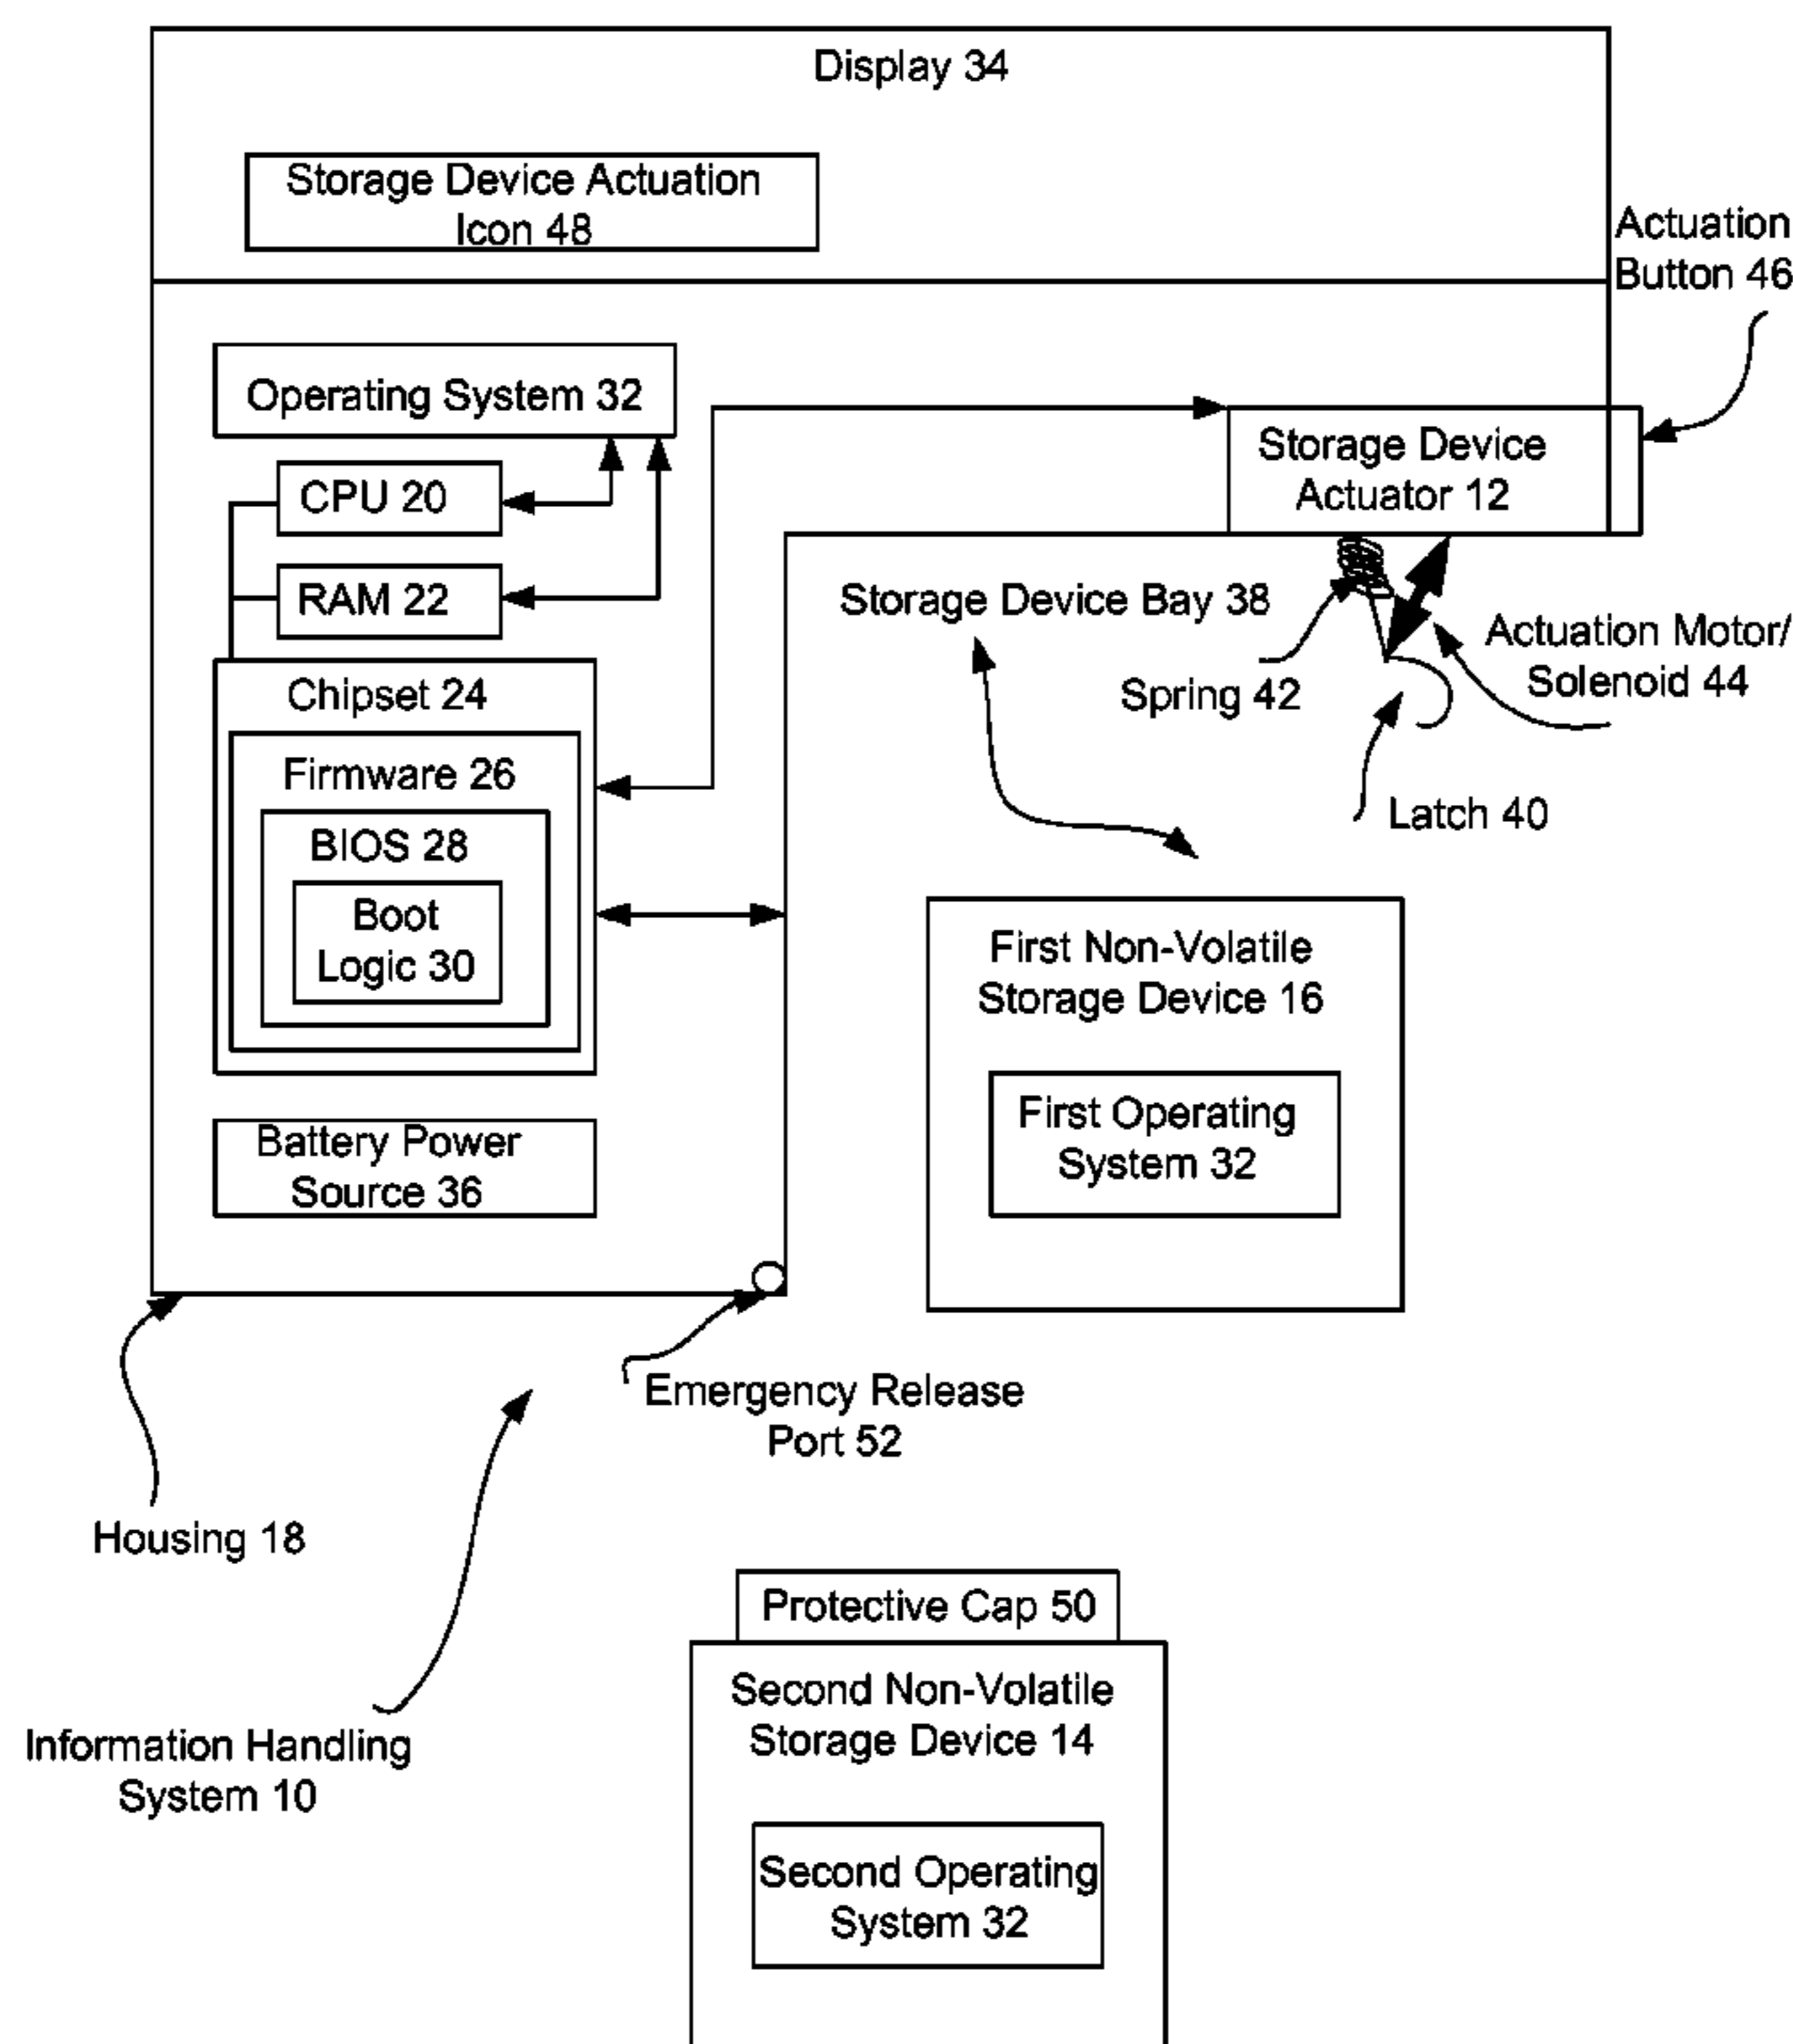 Display 34
Storage Device Actuation
Icon 48
Actuation
Button 46
Operating System 32
Storage Device
Actuator 12
CPU 20
RAM 22
Storage Device Bay 38
Spring 42
Actuation Motor/
Solenoid 44
Latch 40
Chipset 24
Firmware 26
BIOS 28
Boot
Logic 30
First Non-Volatile
Storage Device 16
First Operating
System 32
Battery Power
Source 36
Emergency Release
Port 52
Housing 18
Information Handling
System 10
Protective Cap 50
Second Non-Volatile
Storage Device 14
Second Operating
System 32